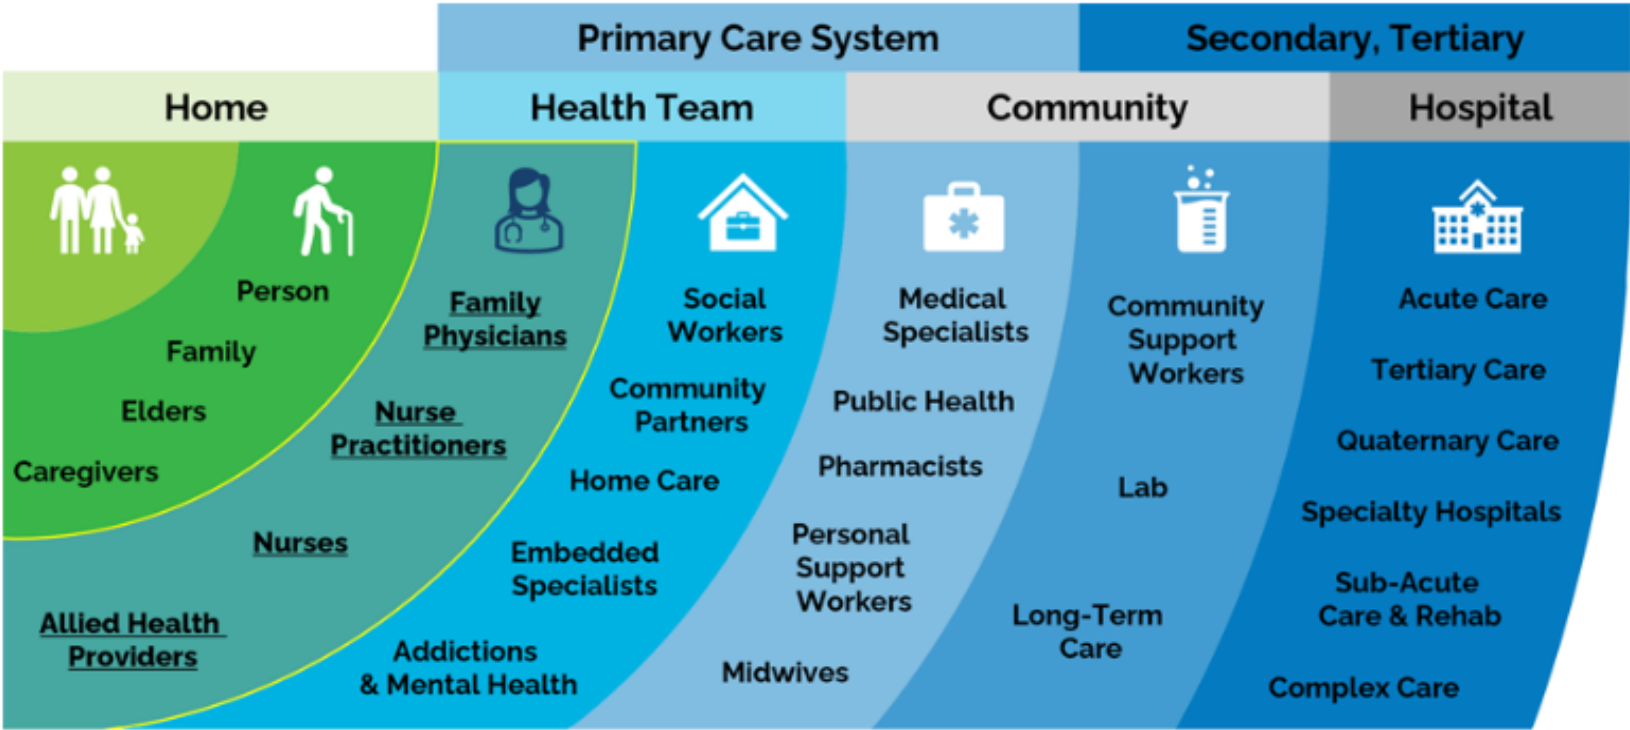 Primary Care System
Secondary, Tertiary
Home
Health Team
Community
Hospital
Person
Family
Elders
Caregivers
Family
Physicians
Nurse
Practitioners
Nurses
Allied Health
Providers
Social
Workers
Community
Partners
Home Care
Embedded
Specialists
Addictions
& Mental Health
Medical
Specialists
Public Health
Pharmacists
Personal
Support
Workers
Midwives
Community
Support
Workers
Lab
Long-Term
Care
Acute Care
Tertiary Care
Quaternary Care
Specialty Hospitals
Sub-Acute
Care & Rehab
Complex Care